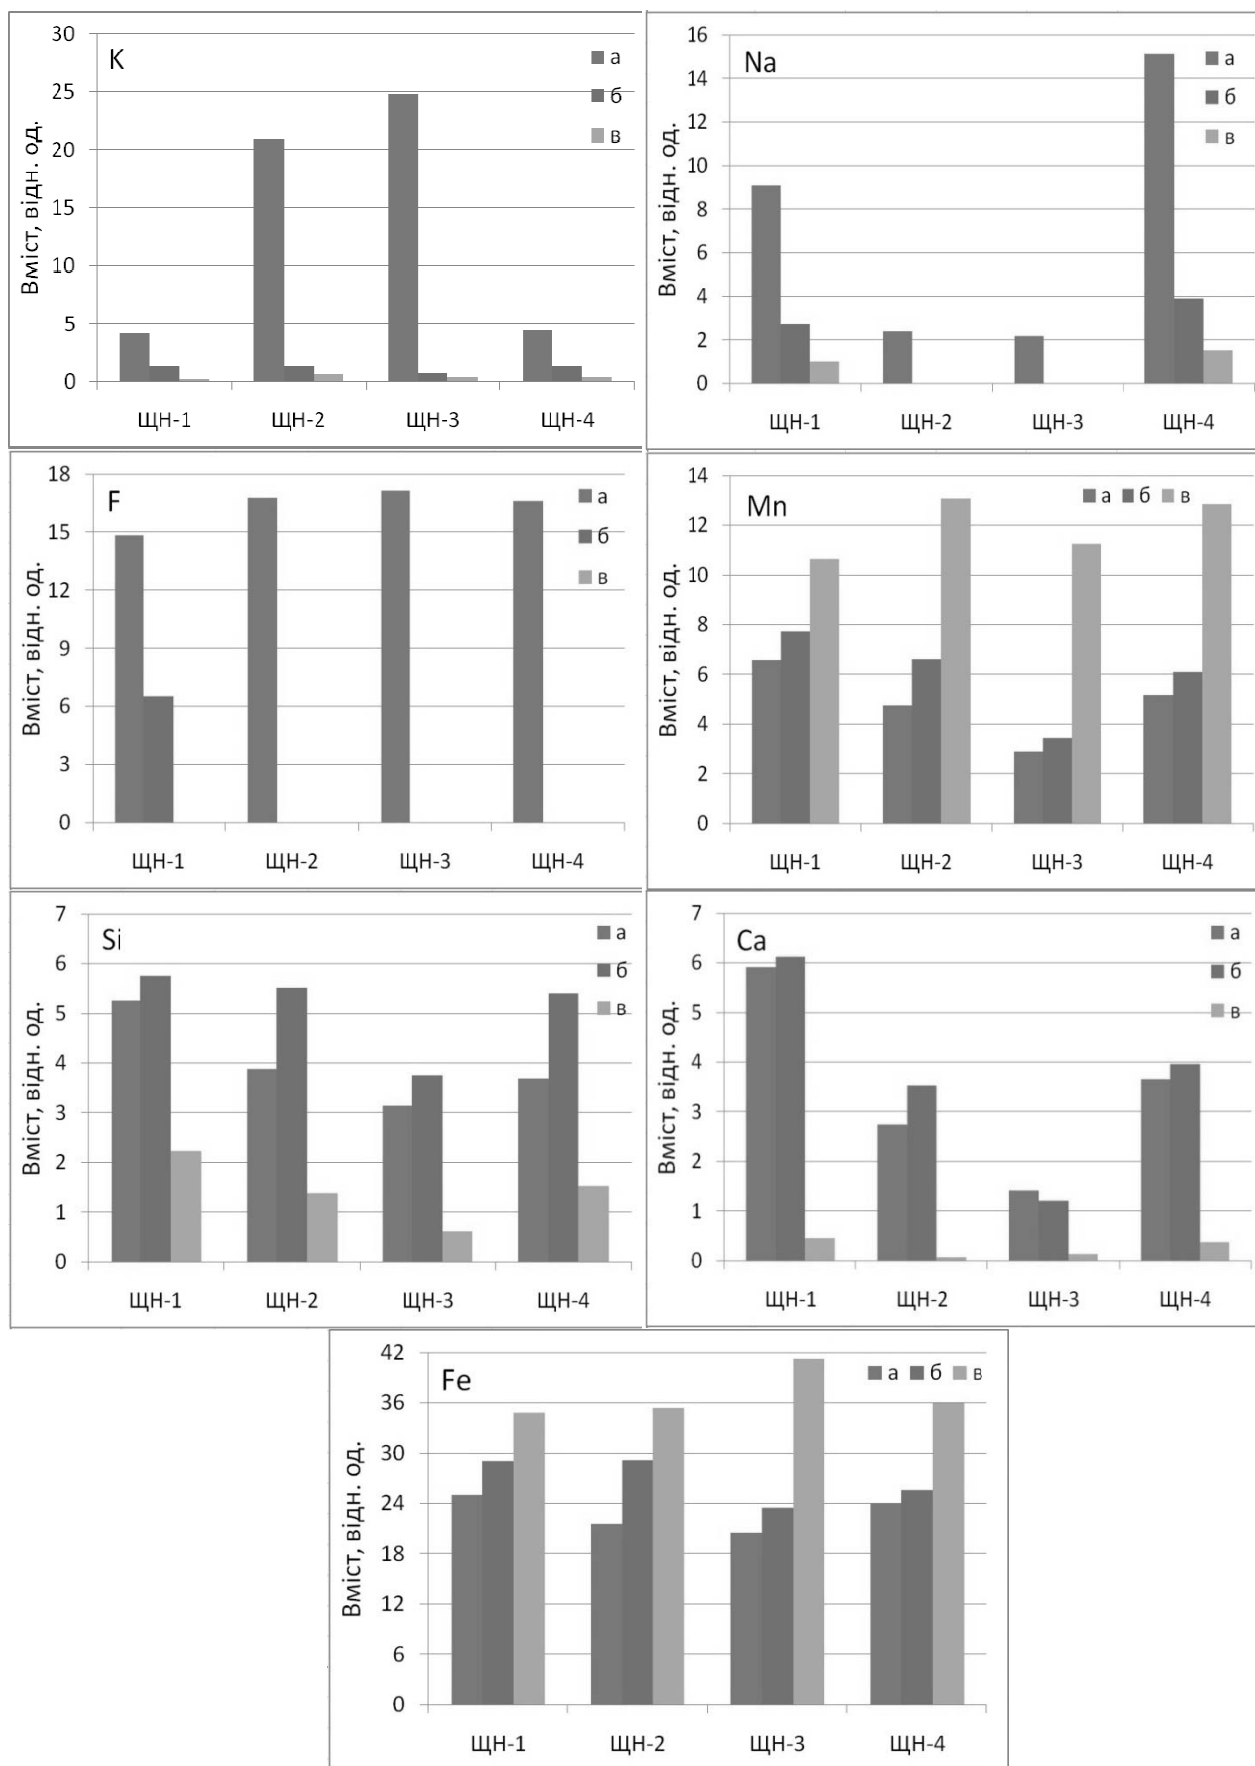 K
Вміст, відн. од.
30
25
20
15
10
5
0
а
б
в
ЩН-1 ЩН-2 ЩН-3 ЩН-4
Na
Вміст, відн. од.
16
14
12
10
8
6
4
2
0
а
б
в
ЩН-1 ЩН-2 ЩН-3 ЩН-4
F
Вміст, відн. од.
18
15
12
9
6
3
0
а
б
в
ЩН-1 ЩН-2 ЩН-3 ЩН-4
Mn
Вміст, відн. од.
14
12
10
8
6
4
2
0
а б в
ЩН-1 ЩН-2 ЩН-3 ЩН-4
Si
Вміст, відн. од.
7
6
5
4
3
2
1
0
а
б
в
ЩН-1 ЩН-2 ЩН-3 ЩН-4
Ca
Вміст, відн. од.
7
6
5
4
3
2
1
0
а
б
в
ЩН-1 ЩН-2 ЩН-3 ЩН-4
Fe
Вміст, відн. од.
42
36
30
24
18
12
6
0
а б в
ЩН-1 ЩН-2 ЩН-3 ЩН-4